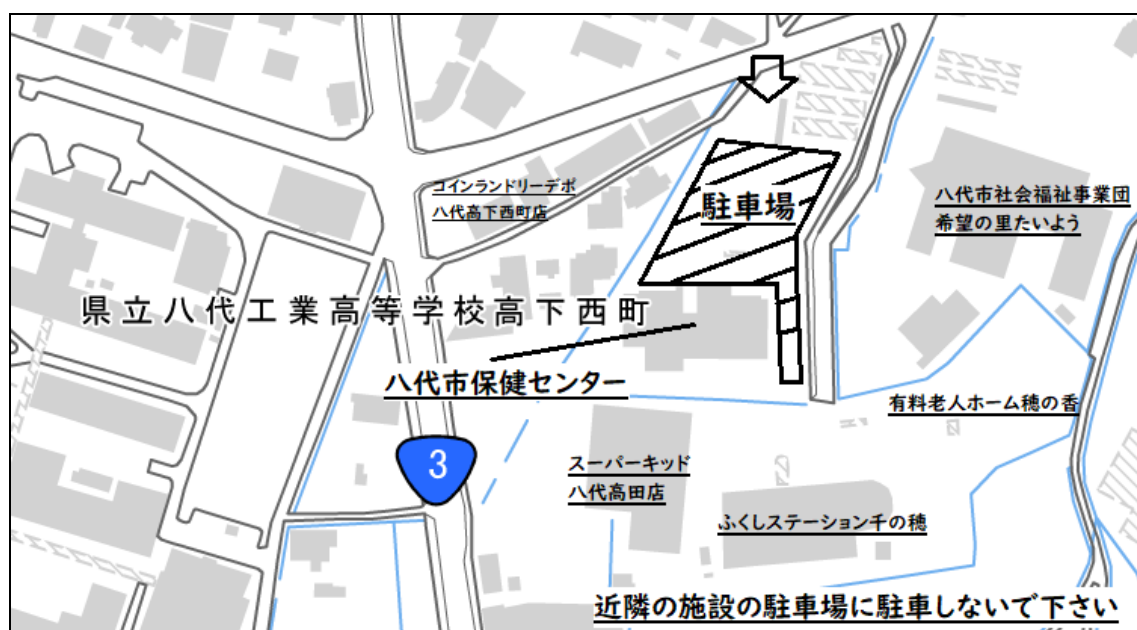 コインランドリーデポ
八代高下西町店
駐車場
八代市社会福祉事業団
希望の里たいよう
県立八代工業高等学校高下西町
八代市保健センター
有料老人ホーム穂の香
3
スーパーキッド
八代高田店
ふくしステーション千の穂
近隣の施設の駐車場に駐車しないで下さい